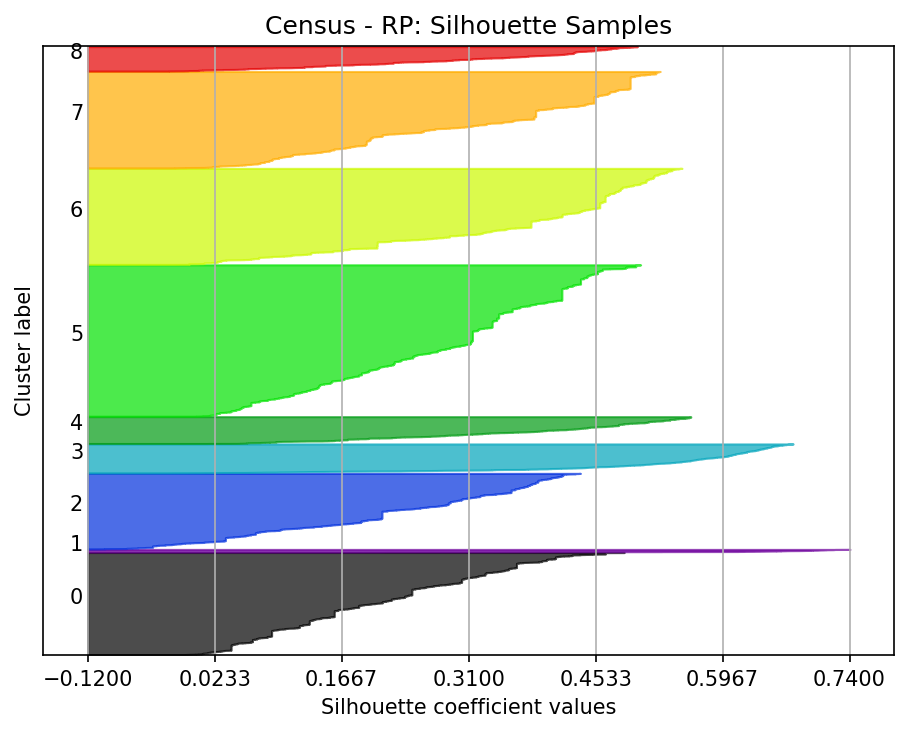 Census - RP: Silhouette Samples
8
7
6
5
4
3
2
1
0
Cluster label
−0.1200 0.0233 0.1667 0.3100 0.4533 0.5967 0.7400
Silhouette coefficient values